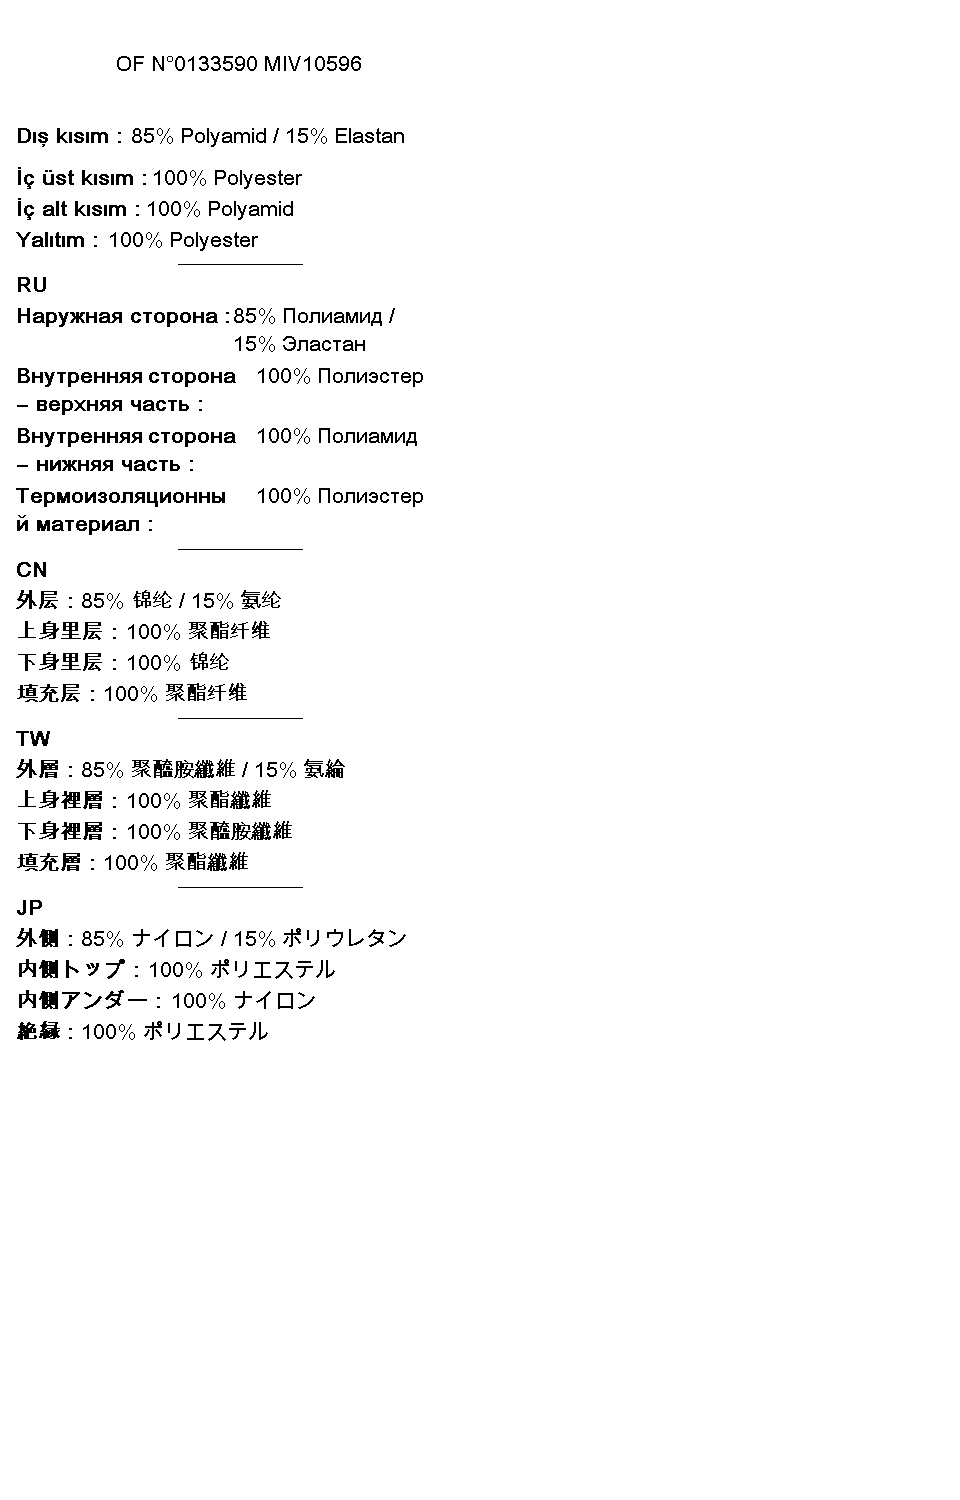 OF N°0133590 MIV10596
Dış kısım : 85% Polyamid / 15% Elastan
İç üst kısım : 100% Polyester
İç alt kısım : 100% Polyamid
Yalıtım : 100% Polyester
RU
Наружная сторона : 85% Полиамид /
15% Эластан
Внутренняя сторона 100% Полиэстер
– верхняя часть :
Внутренняя сторона 100% Полиамид
– нижняя часть :
Термоизоляционны 100% Полиэстер
й материал :
CN
外层 : 85% 锦纶 / 15% 氨纶
上身里层 : 100% 聚酯纤维
下身里层 : 100% 锦纶
填充层 : 100% 聚酯纤维
TW
外層 : 85% 聚醯胺纖維 / 15% 氨綸
上身裡層 : 100% 聚酯纖維
下身裡層 : 100% 聚醯胺纖維
填充層 : 100% 聚酯纖維
JP
外側 : 85% ナイロン / 15% ポリウレタン
内側トップ : 100% ポリエステル
内側アンダー : 100% ナイロン
絶縁 : 100% ポリエステル